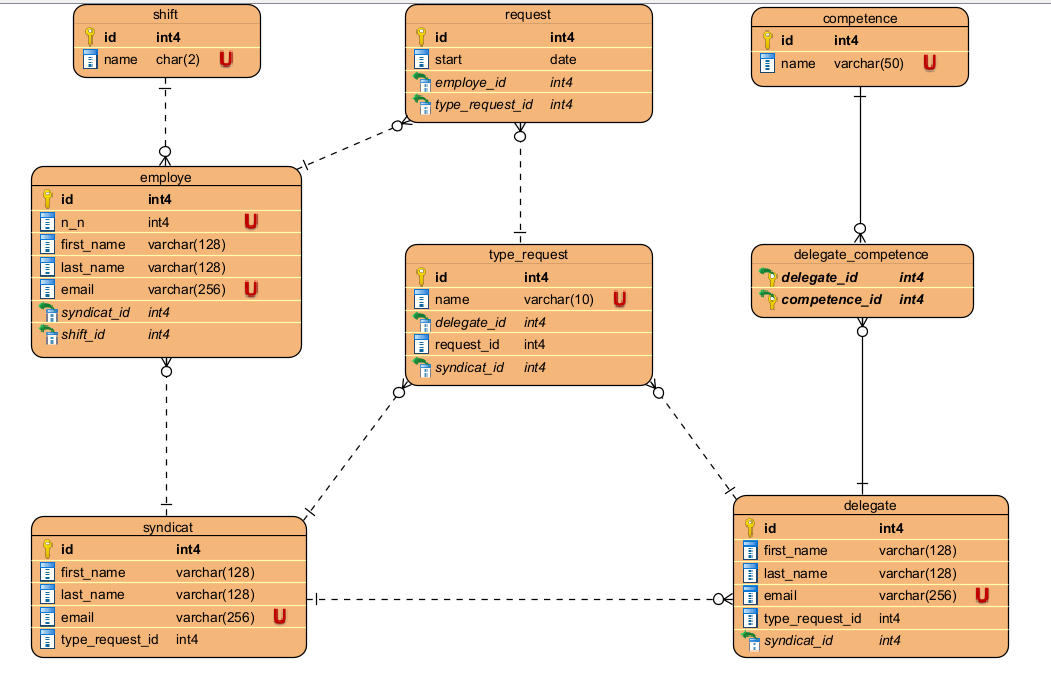 shift
id int4
name char(2) U
request
id int4
start date
employe_id int4
type_request_id int4
competence
id int4
name varchar(50) U
employe
id int4
n_n int4 U
first_name varchar(128)
last_name varchar(128)
email varchar(256) U
syndicat_id int4
shift_id int4
type_request
id int4
name varchar(10) U
delegate_id int4
request_id int4
syndicat_id int4
delegate_competence
delegate_id int4
competence_id int4
syndicat
id int4
first_name varchar(128)
last_name varchar(128)
email varchar(256) U
type_request_id int4
delegate
id int4
first_name varchar(128)
last_name varchar(128)
email varchar(256) U
type_request_id int4
syndicat_id int4